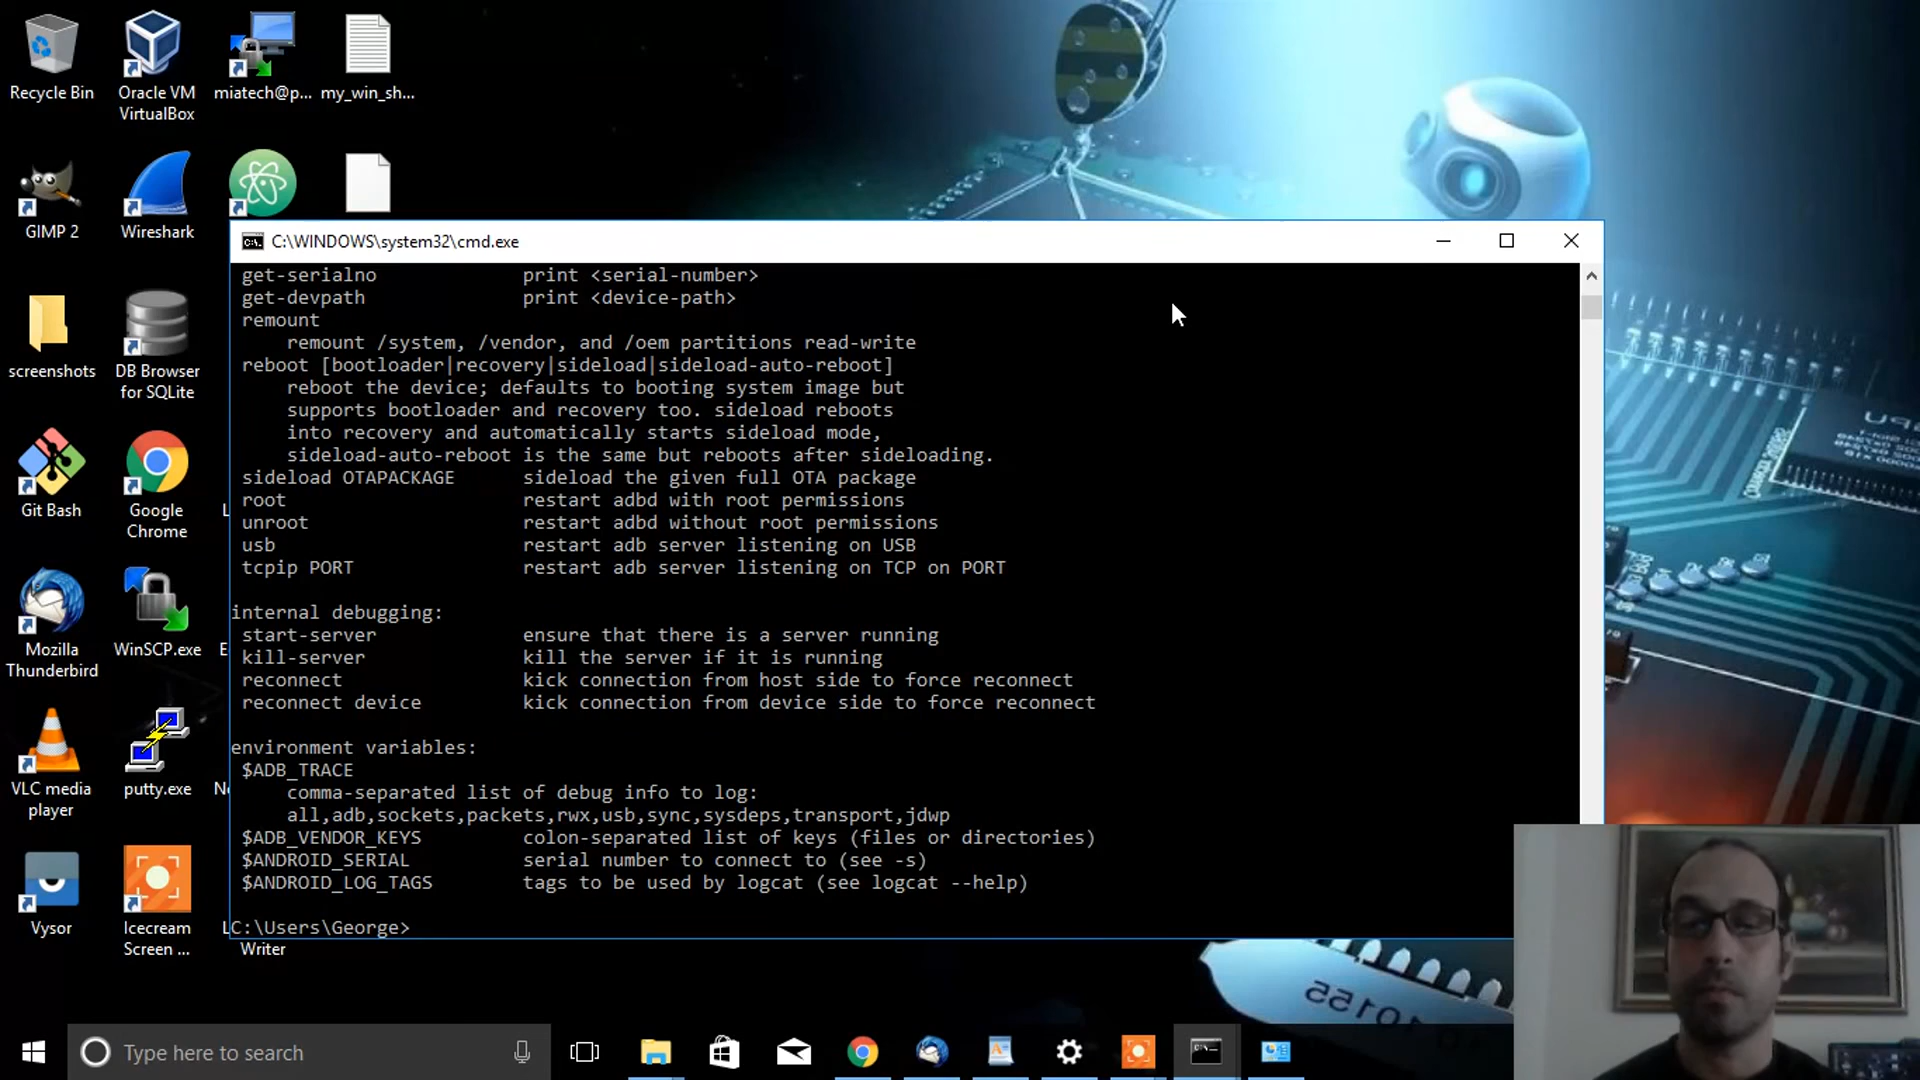 Recycle Bin
Oracle VM
VirtualBox
miatech@p...
my_win_sh...
GIMP 2
Wireshark
screenshots
DB Browser
for SQLite
Git Bash
Google
Chrome
Mozilla
Thunderbird
WinSCP.exe
VLC media
player
putty.exe
Vysor
Icecream
Screen ...
Writer
C:\WINDOWS\system32\cmd.exe
get-serialno print <serial-number>
get-devpath print <device-path>
remount
remount /system, /vendor, and /oem partitions read-write
reboot [bootloader|recovery|sideload|sideload-auto-reboot]
reboot the device; defaults to booting system image but
supports bootloader and recovery too. sideload reboots
into recovery and automatically starts sideload mode,
sideload-auto-reboot is the same but reboots after sideloading.
sideload OTAPACKAGE sideload the given full OTA package
root restart adbd with root permissions
unroot restart adbd without root permissions
usb restart adb server listening on USB
tcpip PORT restart adb server listening on TCP on PORT
internal debugging:
start-server ensure that there is a server running
kill-server kill the server if it is running
reconnect kick connection from host side to force reconnect
reconnect device kick connection from device side to force reconnect
environment variables:
$ADB_TRACE
comma-separated list of debug info to log:
all,adb,sockets,packets,rwx,usb,sync,sysdeps,transport,jdwp
$ADB_VENDOR_KEYS colon-separated list of keys (files or directories)
$ANDROID_SERIAL serial number to connect to (see -s)
$ANDROID_LOG_TAGS tags to be used by logcat (see logcat --help)
C:\Users\George>
Type here to search